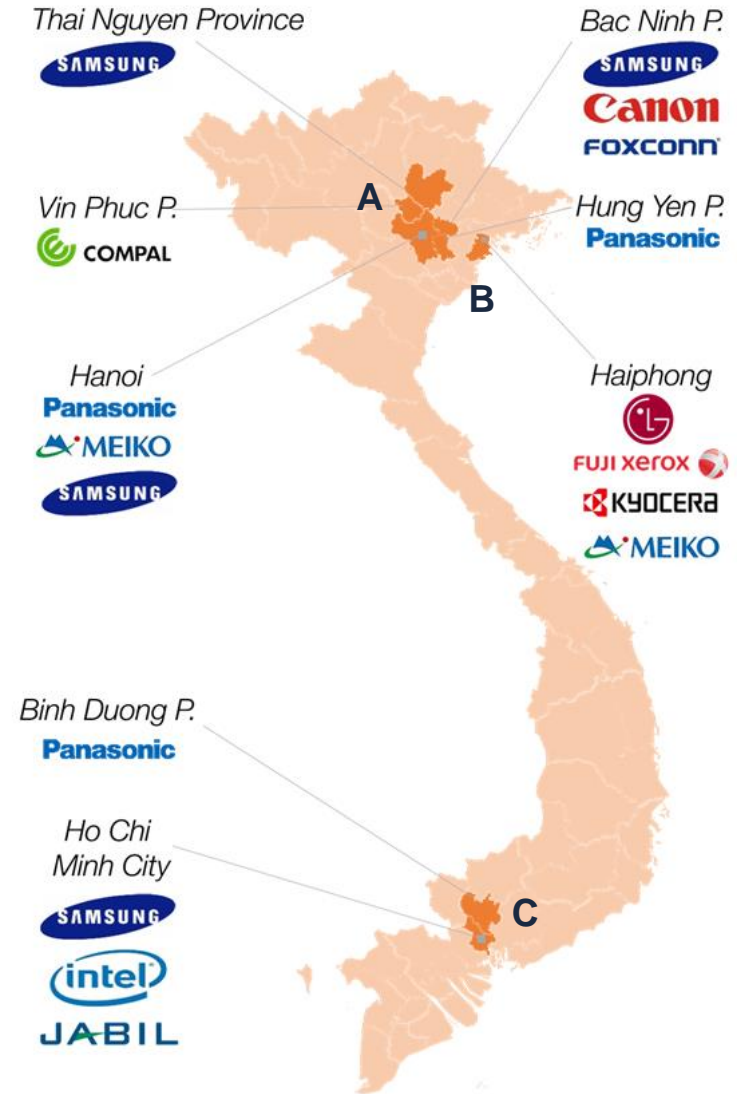 Thai Nguyen Province
SAMSUNG
Bac Ninh P.
SAMSUNG
Canon
FOXCONN
A
Vin Phuc P.
COMPAL
Hung Yen P.
Panasonic
B
Hanoi
Panasonic
MEIKO
SAMSUNG
Haiphong
LG
FUJI xerox
KYOCERA
MEIKO
Binh Duong P.
Panasonic
Ho Chi
Minh City
SAMSUNG
intel
JABIL
C